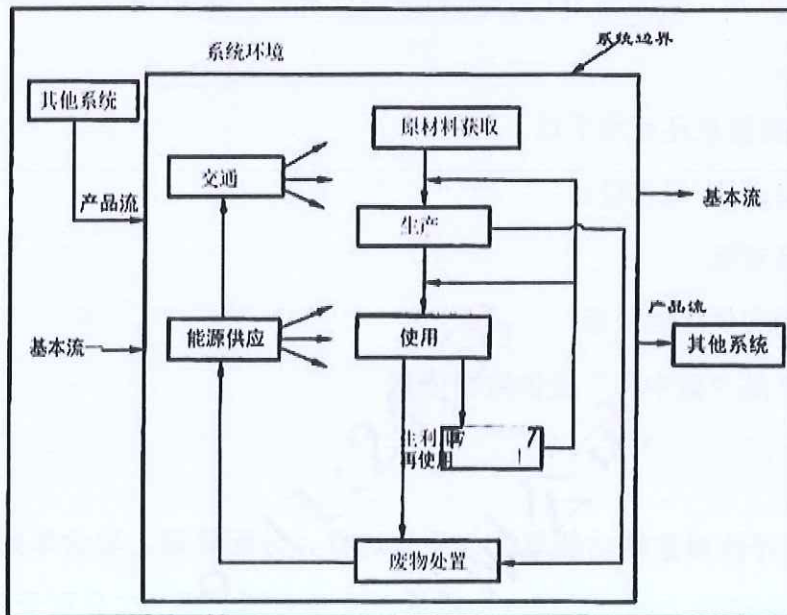 系统环境
系统边界
其他系统
原材料获取
交通
产品流
基本流
生产
产品流
能源供应
使用
基本流
其他系统
再使用
废物处置